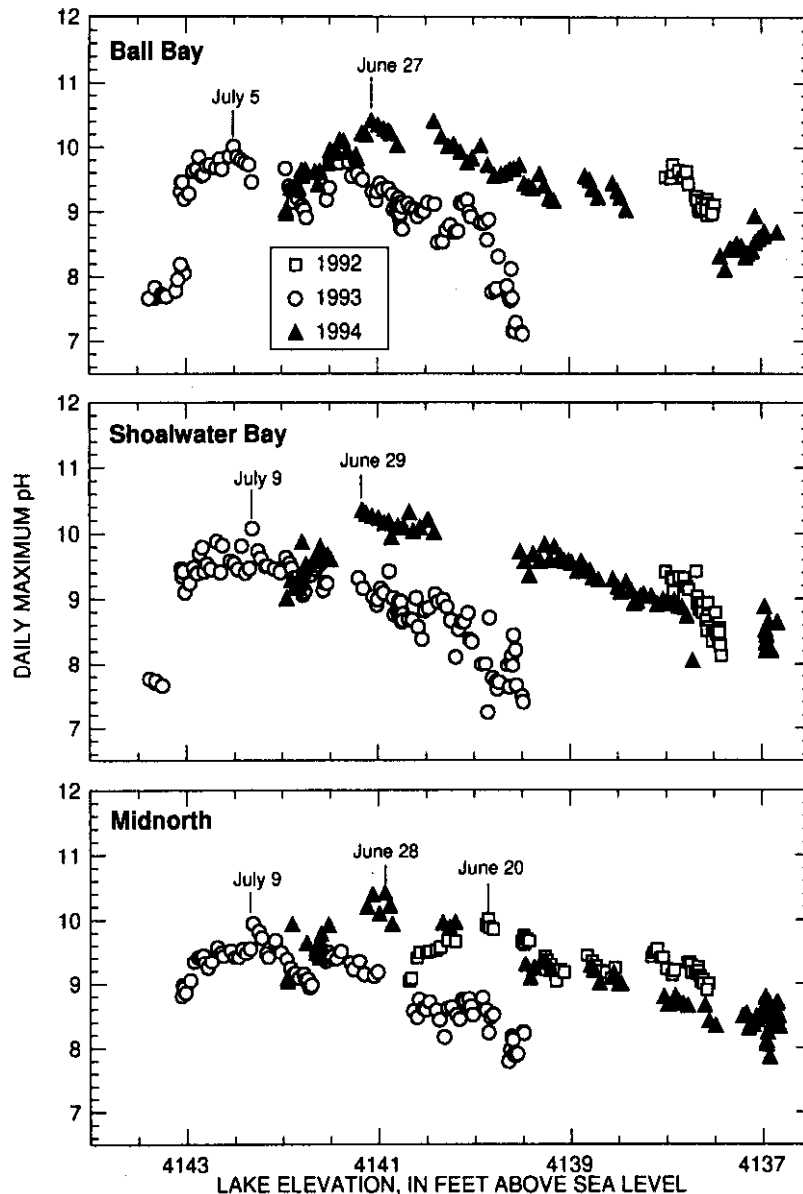 12
11
10
9
8
7
Ball Bay
June 27
July 5
1992
1993
1994
12
11
10
9
8
7
Shoalwater Bay
June 29
July 9
DAILY MAXIMUM pH
12
11
10
9
8
7
Midnorth
June 28
June 20
July 9
4143 4141 4139 4137
LAKE ELEVATION, IN FEET ABOVE SEA LEVEL